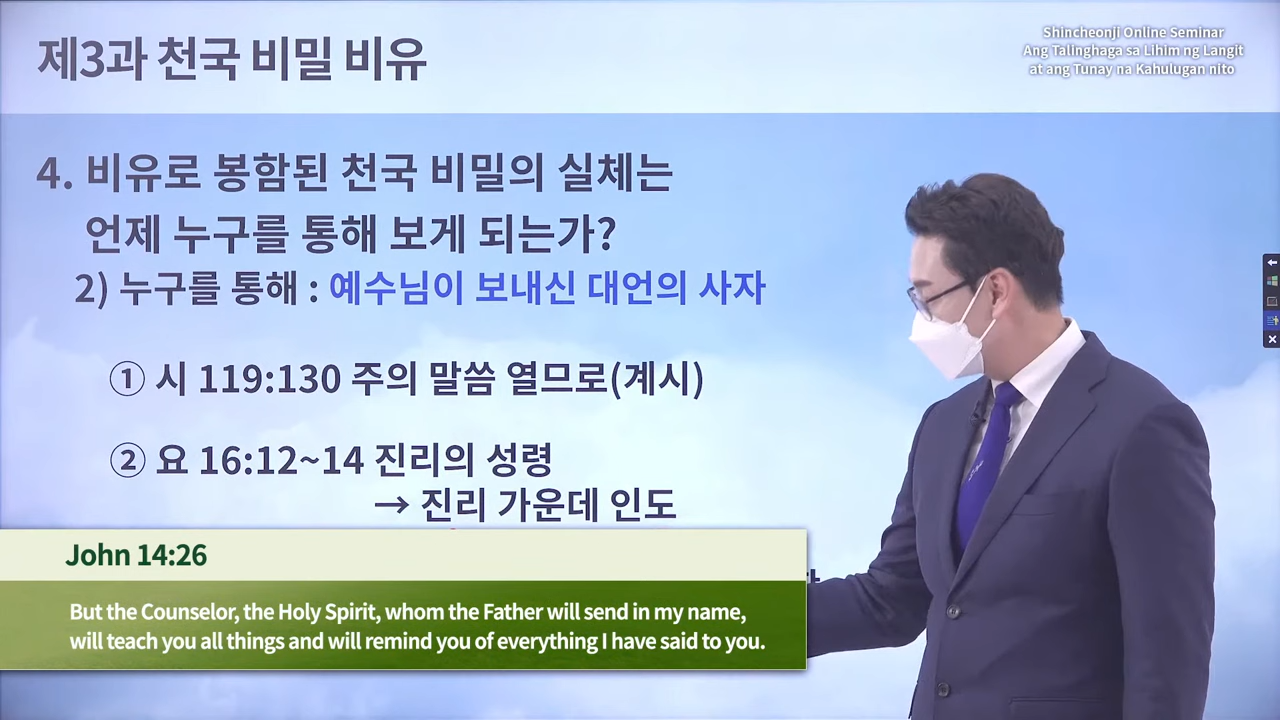 제3과 천국 비밀 비유
Shincheonji Online Seminar
Ang Talinghaga sa Lihim ng Langit
at ang Tunay na Kahulugan nito
4. 비유로 봉함된 천국 비밀의 실체는
언제 누구를 통해 보게 되는가?
2) 누구를 통해 : 예수님이 보내신 대언의 사자
① 시 119:130 주의 말씀 열므로(계시)
② 요 16:12~14 진리의 성령
→ 진리 가운데 인도
John 14:26
But the Counselor, the Holy Spirit, whom the Father will send in my name,
will teach you all things and will remind you of everything I have said to you.